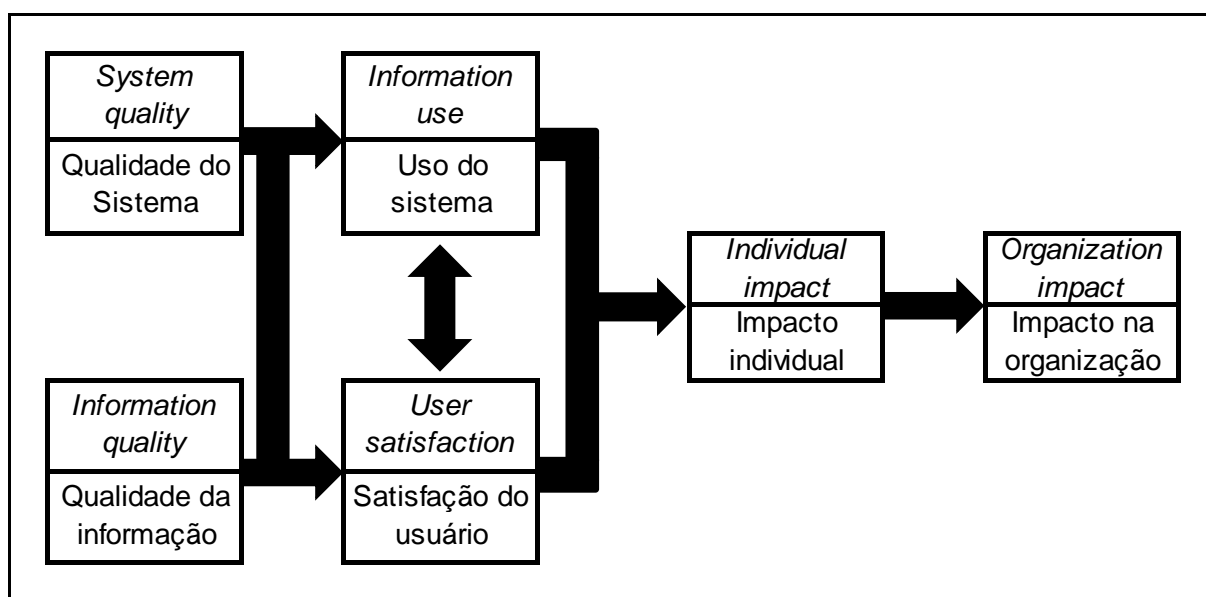 System
quality
Qualidade do
Sistema
Information
use
Uso do
sistema
Information
quality
Qualidade da
informação
User
satisfaction
Satisfação do
usuário
Individual
impact
Impacto
individual
Organization
impact
Impacto na
organização